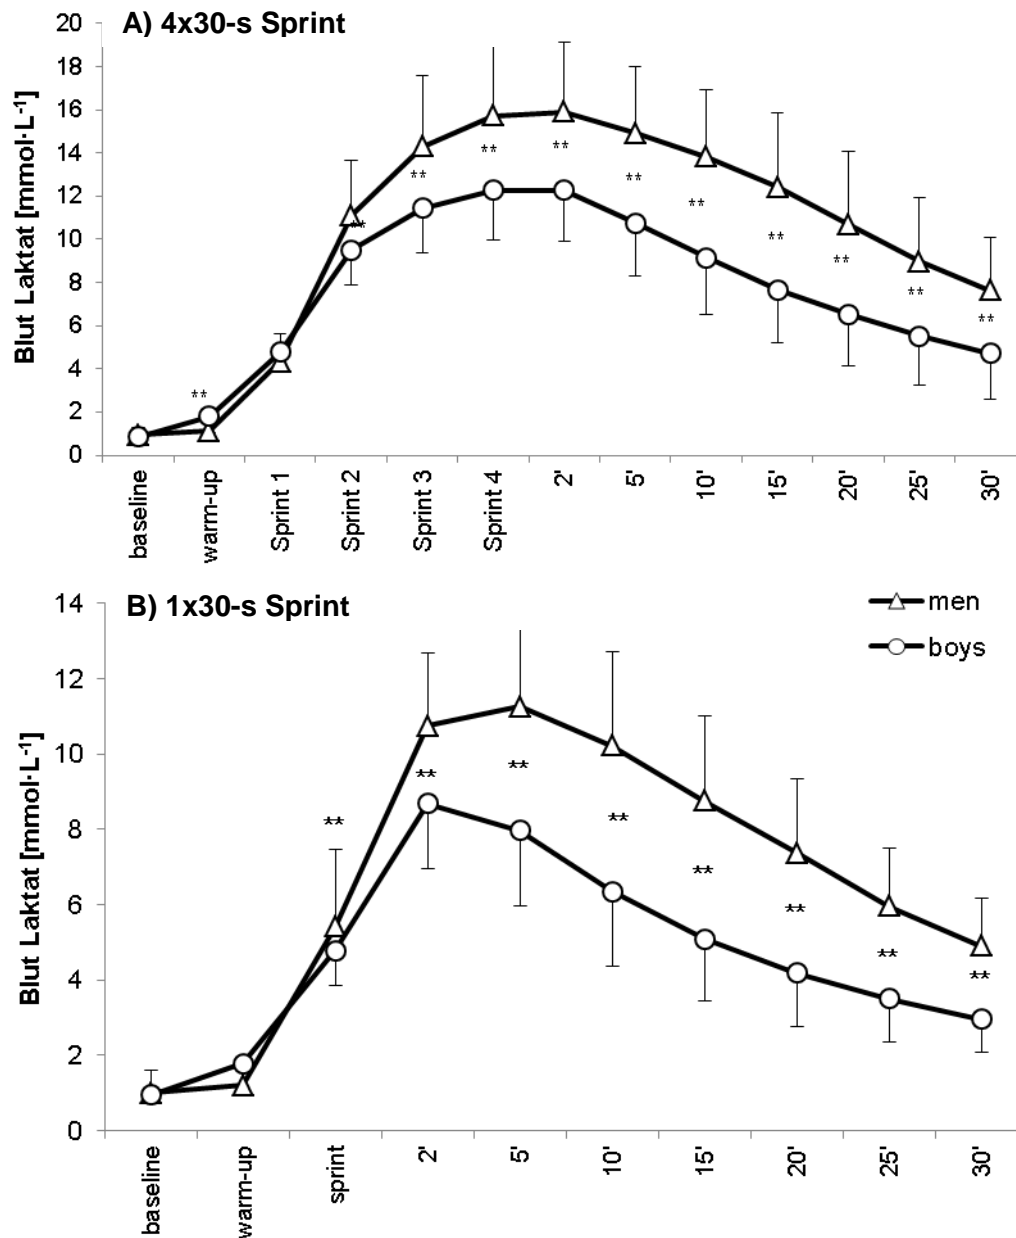 A) 4x30-s Sprint
Blut Laktat [mmol·L⁻¹]
20
18
16
14
12
10
8
6
4
2
0
** ** ** ** ** ** ** ** ** ** **
baseline
warm-up
Sprint 1
Sprint 2
Sprint 3
Sprint 4
2'
5'
10'
15'
20'
25'
30'
B) 1x30-s Sprint
men
boys
Blut Laktat [mmol·L⁻¹]
14
12
10
8
6
4
2
0
** ** ** ** ** ** ** **
baseline
warm-up
sprint
2'
5'
10'
15'
20'
25'
30'